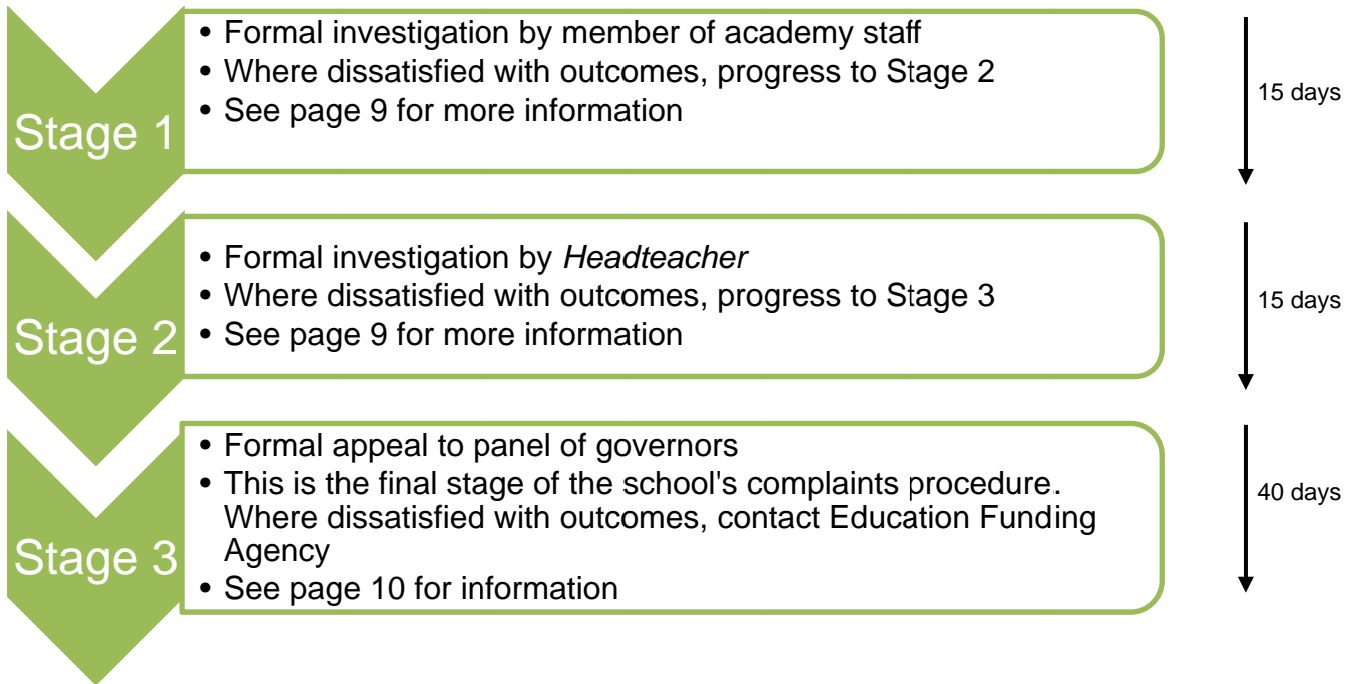 Stage 1
• Formal investigation by member of academy staff
• Where dissatisfied with outcomes, progress to Stage 2
• See page 9 for more information
15 days
Stage 2
• Formal investigation by Headteacher
• Where dissatisfied with outcomes, progress to Stage 3
• See page 9 for more information
15 days
Stage 3
• Formal appeal to panel of governors
• This is the final stage of the school's complaints procedure.
Where dissatisfied with outcomes, contact Education Funding
Agency
• See page 10 for information
40 days